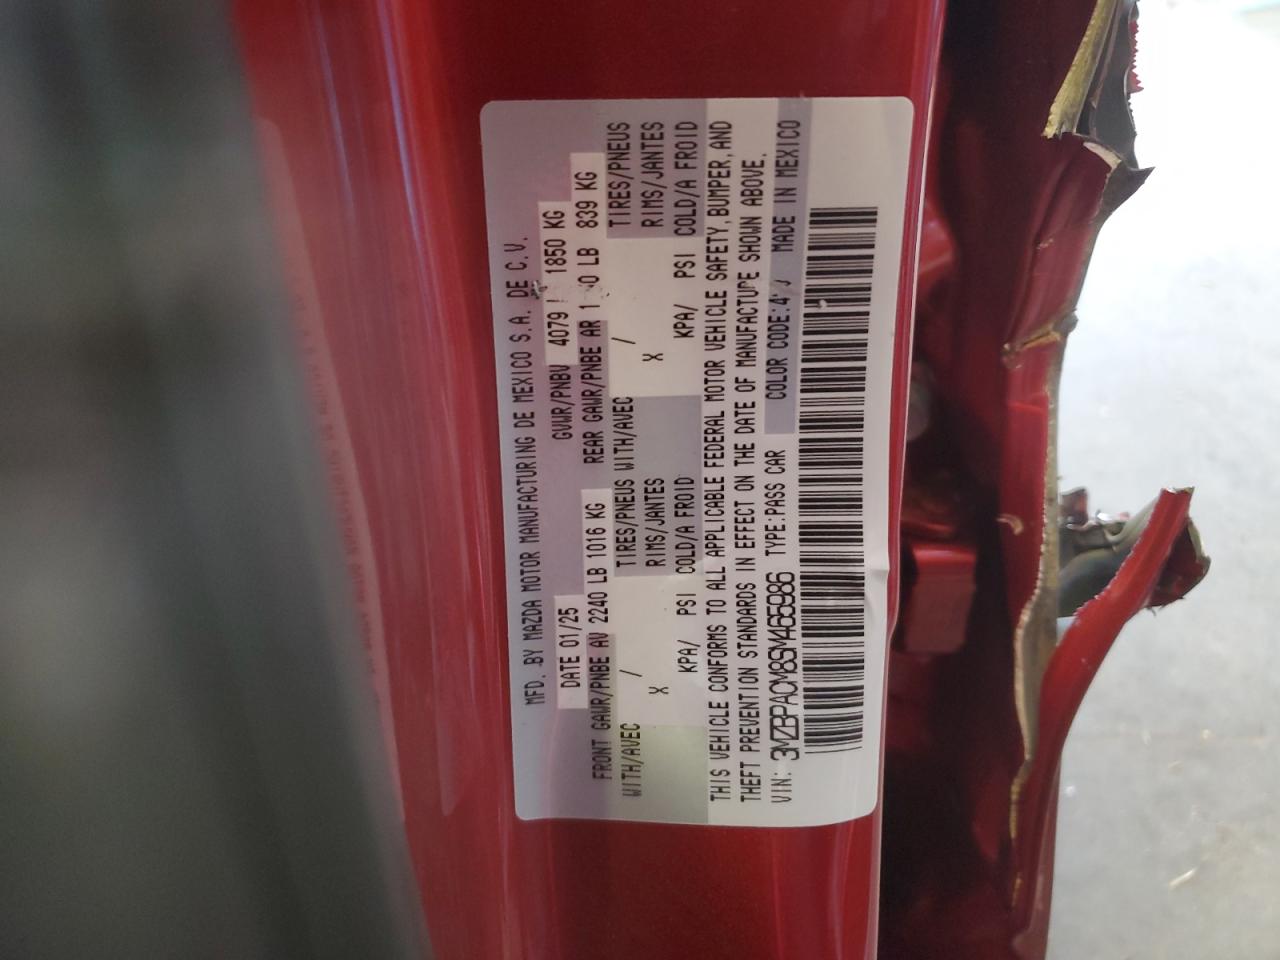 MFD. BY MAZDA MOTOR MANUFACTURING DE MEXICO S.A. DE C.V.
DATE 01/25 GVWR/PNBV 4079 1850 KG
FRONT GAWR/PNBE AV 2240 LB 1016 KG REAR GAWR/PNBE AR LB 839 KG
WITH/AVEC / TIRES/PNEUS WITH/AVEC / TIRES/PNEUS
X RIMS/JANTES X RIMS/JANTES
KPA/ PSI COLD/A FROID KPA/ PSI COLD/A FROID
THIS VEHICLE CONFORMS TO ALL APPLICABLE FEDERAL MOTOR VEHICLE SAFETY, BUMPER, AND
THEFT PREVENTION STANDARDS IN EFFECT ON THE DATE OF MANUFACTURE SHOWN ABOVE.
VIN: 3MZBPACM8SM465986 TYPE:PASS CAR COLOR CODE: MADE IN MEXICO